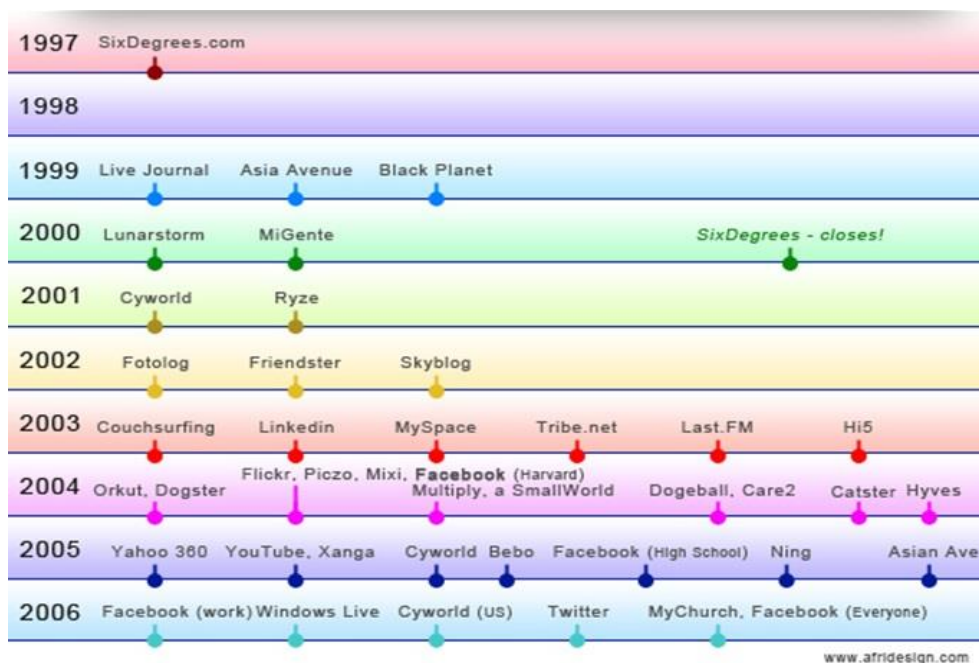 1997 SixDegrees.com
1998
1999 Live Journal Asia Avenue Black Planet
2000 Lunarstorm MiGente SixDegrees - closes!
2001 Cyworld Ryze
2002 Fotolog Friendster Skyblog
2003 Couchsurfing Linkedin MySpace Tribe.net Last.FM Hi5
Flickr, Piczo, Mixi, Facebook (Harvard)
2004 Orkut, Dogster Multiply, a SmallWorld Dogeball, Care2 Catster Hyves
2005 Yahoo 360 YouTube, Xanga Cyworld Bebo Facebook (High School) Ning Asian Ave
2006 Facebook (work) Windows Live Cyworld (US) Twitter MyChurch, Facebook (Everyone)
www.afridesign.com